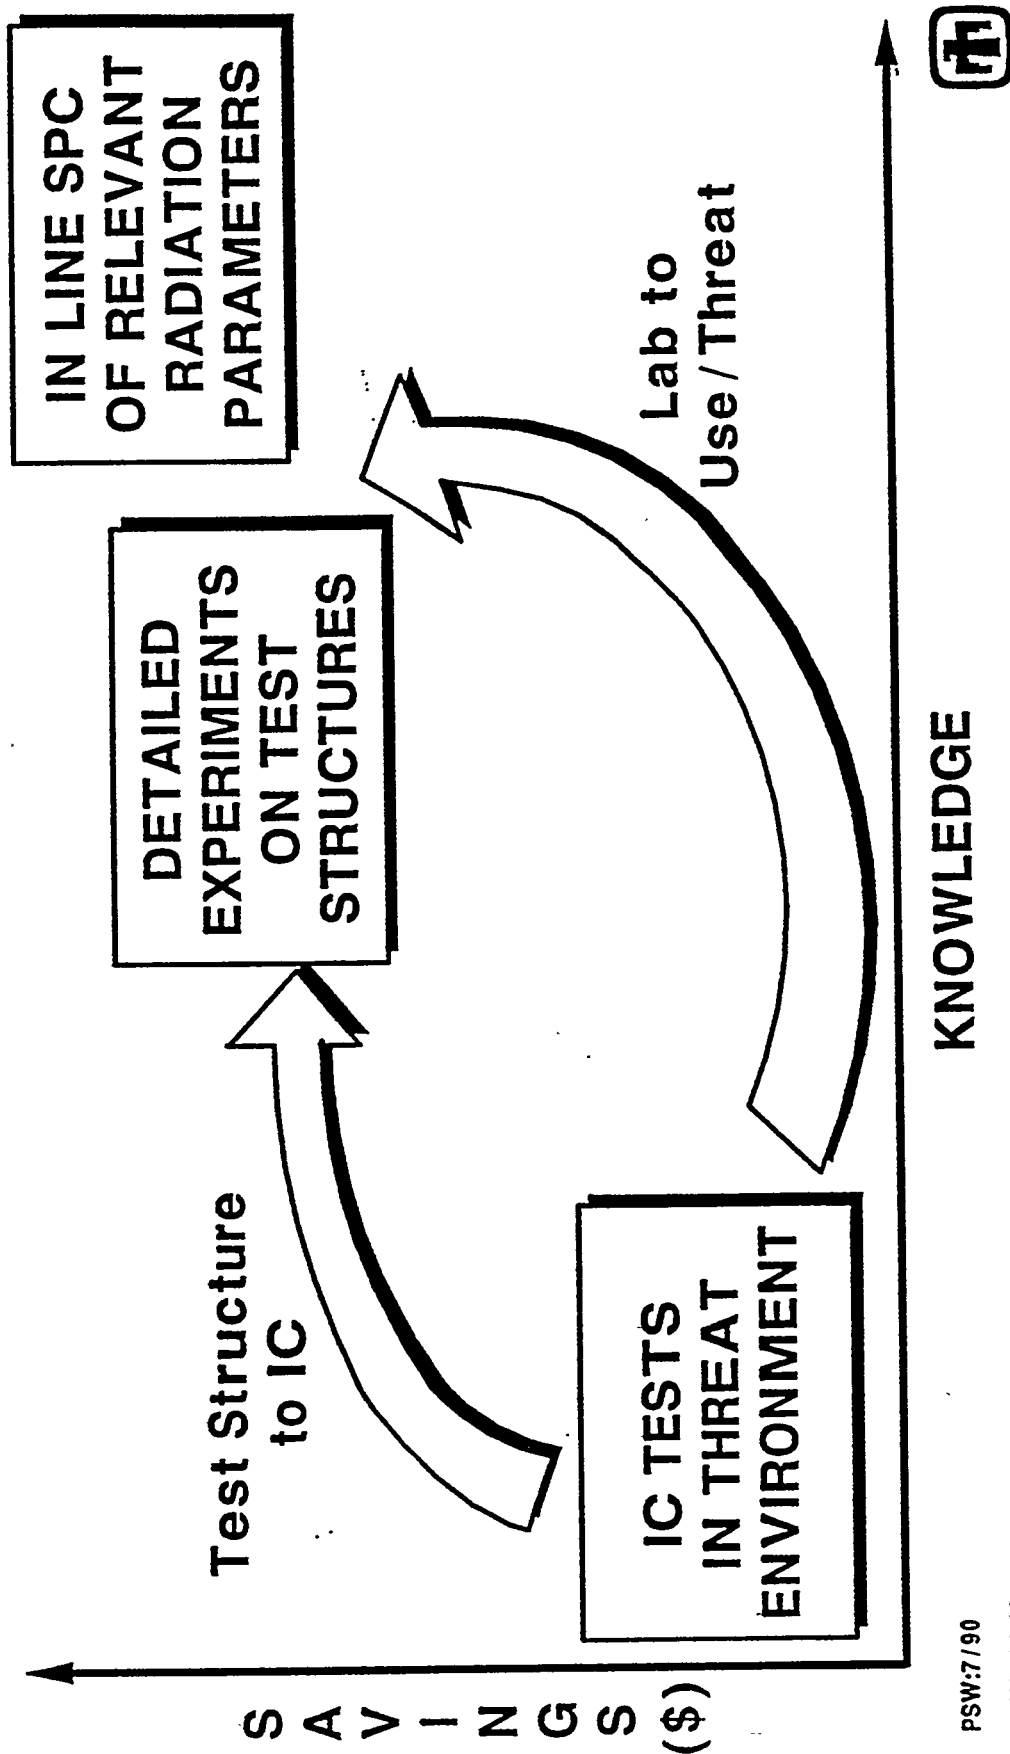 IN LINE SPC
OF RELEVANT
RADIATION
PARAMETERS
DETAILED
EXPERIMENTS
ON TEST
STRUCTURES
Test Structure
to IC
Lab to
Use/Threat
IC TESTS
IN THREAT
ENVIRONMENT
SAVINGS
($)
KNOWLEDGE
PSW:7/90